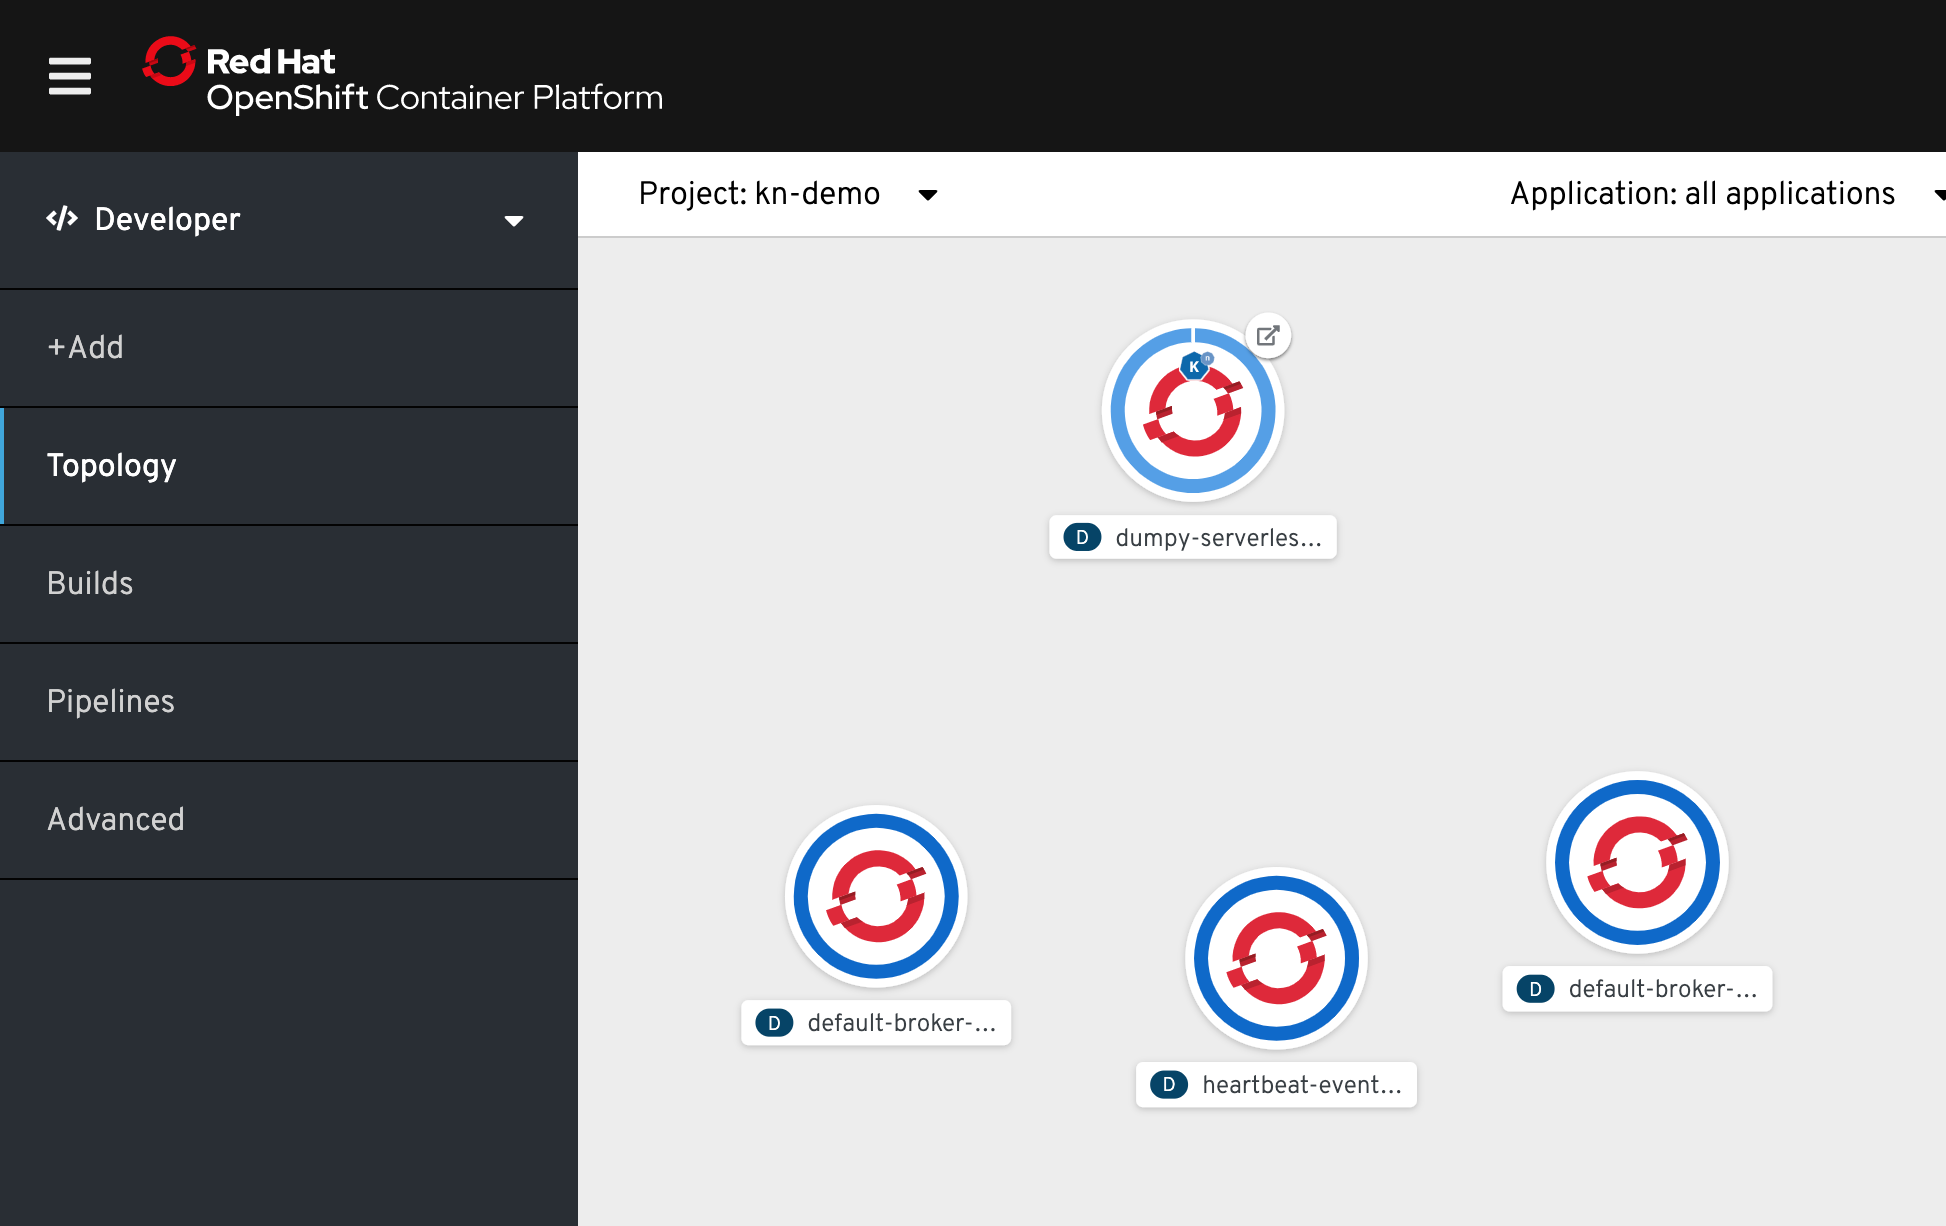 Red Hat
OpenShift Container Platform
Developer
Project: kn-demo
Application: all applications
+Add
Topology
Builds
Pipelines
Advanced
K n
D dumpy-serverles...
D default-broker-...
D heartbeat-event...
D default-broker-...